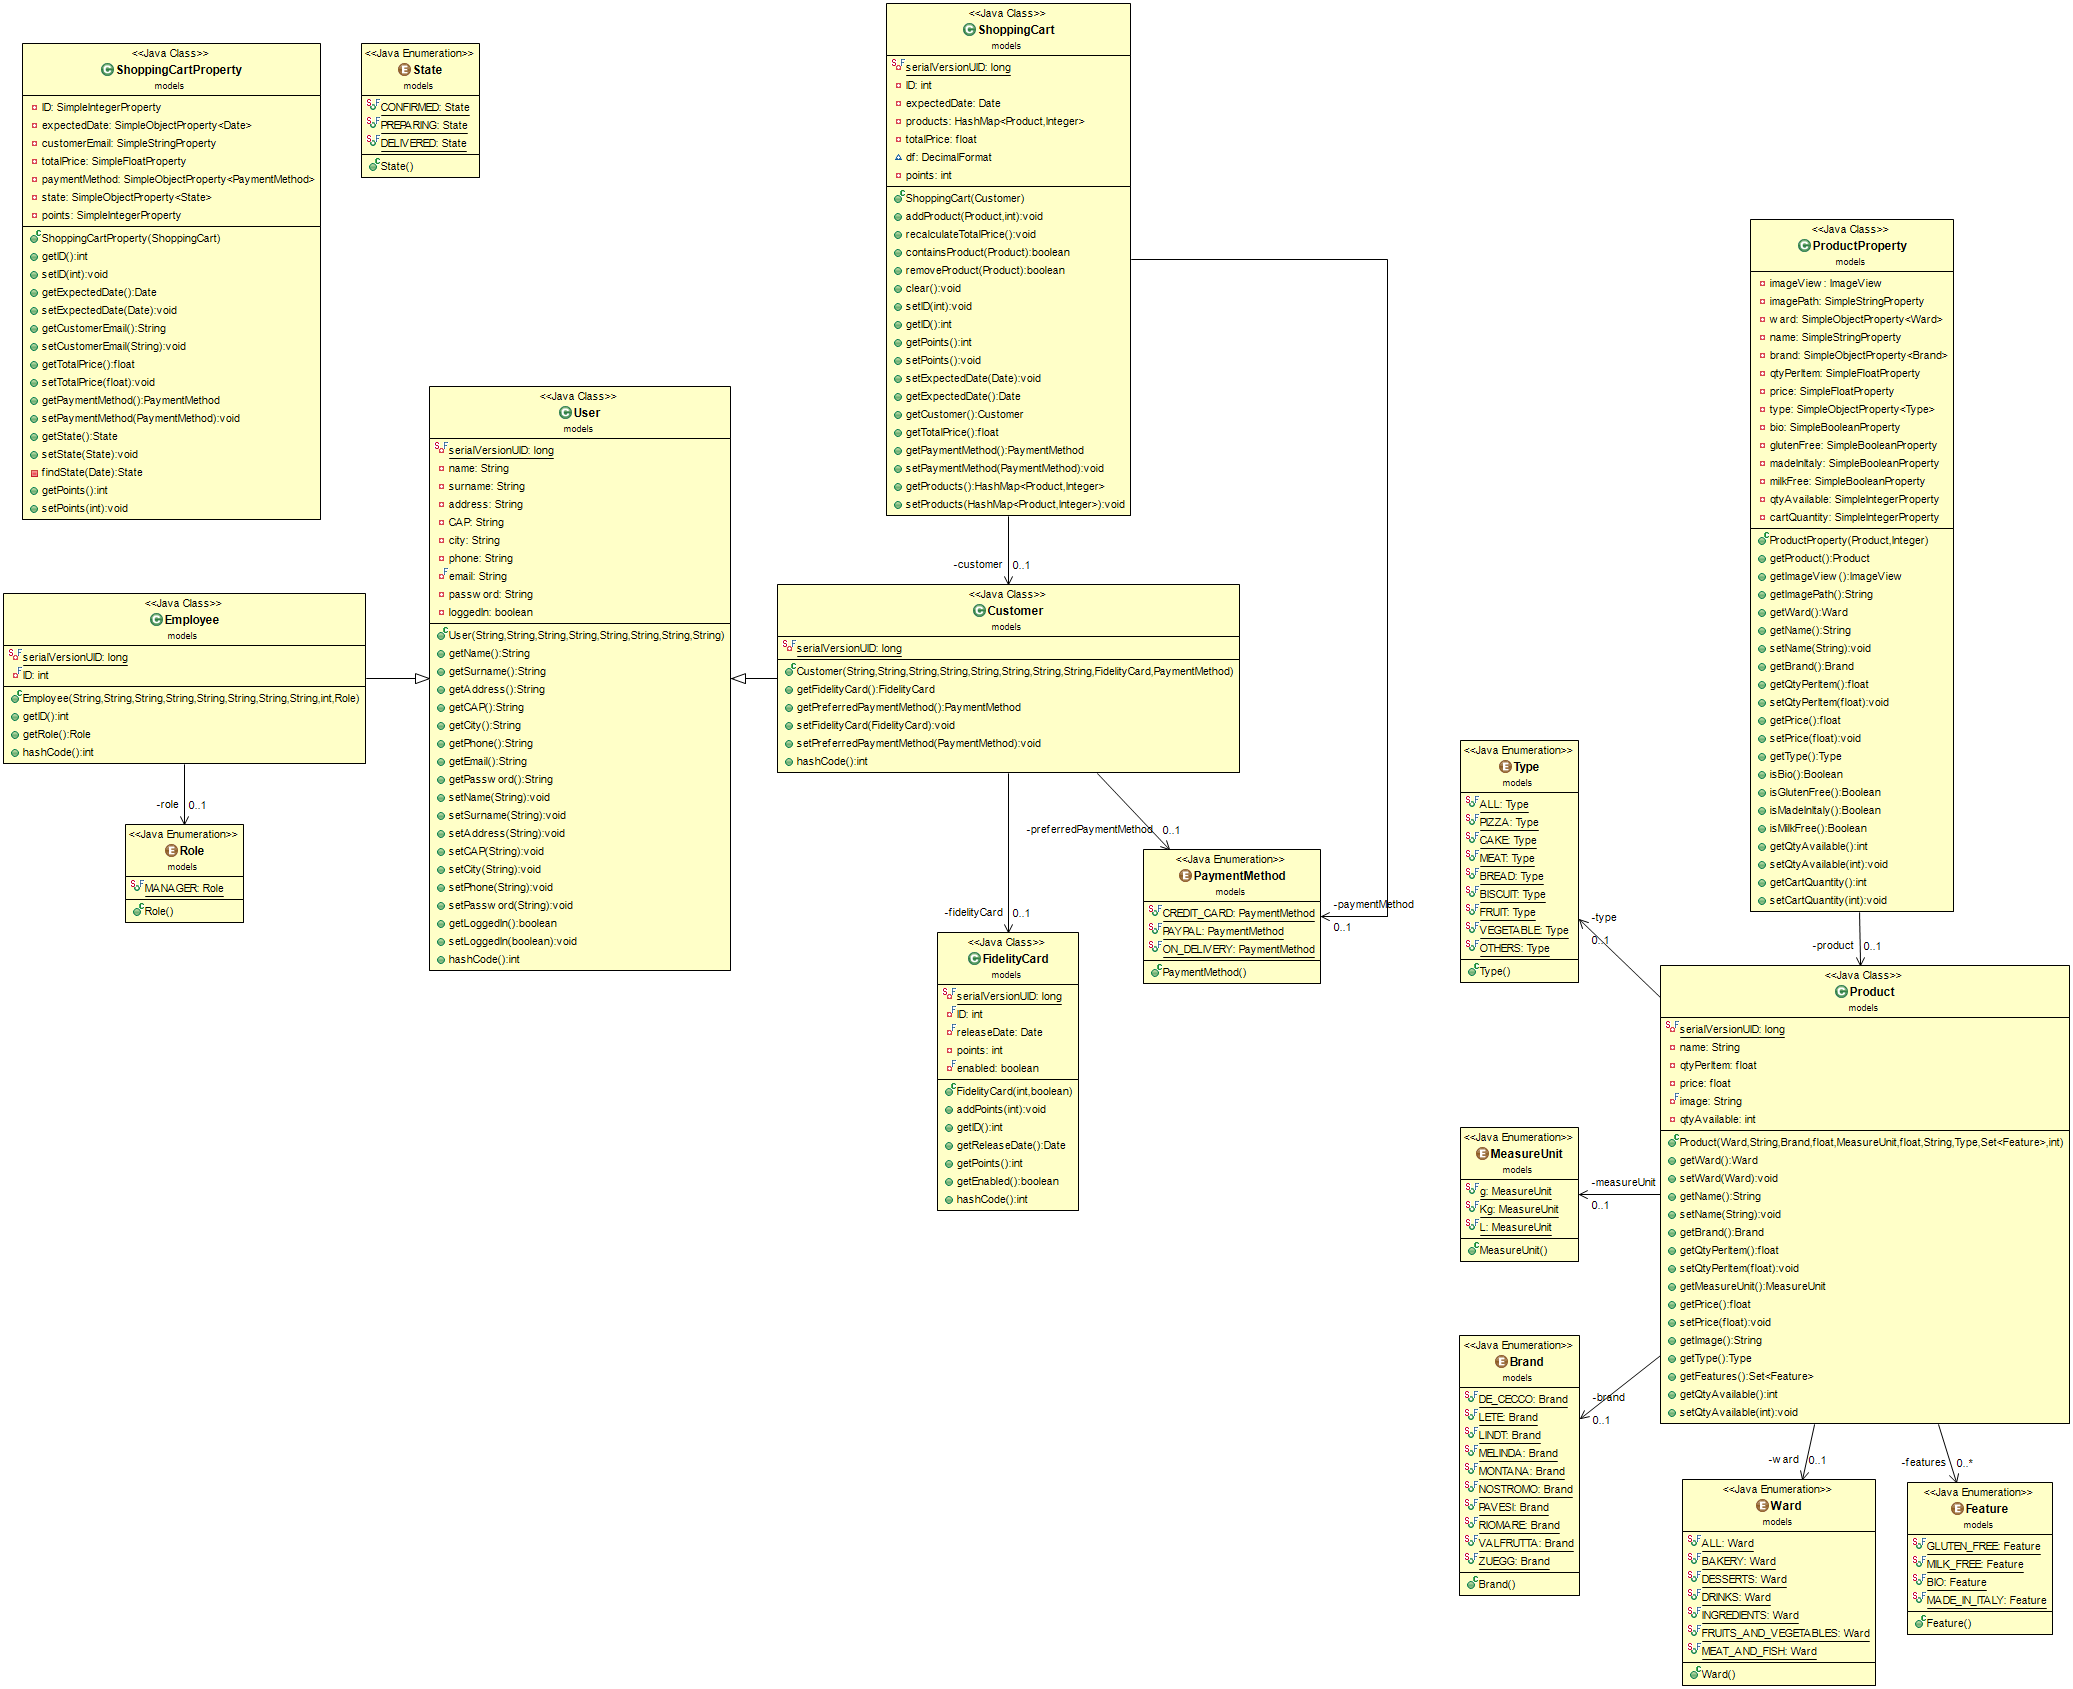 <<Java Class>>
ShoppingCartProperty
models
ID: SimpleIntegerProperty
expectedDate: SimpleObjectProperty<Date>
customerEmail: SimpleStringProperty
totalPrice: SimpleFloatProperty
paymentMethod: SimpleObjectProperty<PaymentMethod>
state: SimpleObjectProperty<State>
points: SimpleIntegerProperty
ShoppingCartProperty(ShoppingCart)
getID():int
setID(int):void
getExpectedDate():Date
setExpectedDate(Date):void
getCustomerEmail():String
setCustomerEmail(String):void
getTotalPrice():float
setTotalPrice(float):void
getPaymentMethod():PaymentMethod
setPaymentMethod(PaymentMethod):void
getState():State
setState(State):void
findState(Date):State
getPoints():int
setPoints(int):void
<<Java Enumeration>>
State
models
CONFIRMED: State
PREPARING: State
DELIVERED: State
State()
<<Java Class>>
ShoppingCart
models
serialVersionUID: long
ID: int
expectedDate: Date
products: HashMap<Product,Integer>
totalPrice: float
df: DecimalFormat
points: int
ShoppingCart(Customer)
addProduct(Product,int):void
recalculateTotalPrice():void
containsProduct(Product):boolean
removeProduct(Product):boolean
clear():void
setID(int):void
getID():int
getPoints():int
setPoints():void
setExpectedDate(Date):void
getExpectedDate():Date
getCustomer():Customer
getTotalPrice():float
getPaymentMethod():PaymentMethod
setPaymentMethod(PaymentMethod):void
getProducts():HashMap<Product,Integer>
setProducts(HashMap<Product,Integer>):void
-customer 0..1
<<Java Class>>
User
models
serialVersionUID: long
name: String
surname: String
address: String
CAP: String
city: String
phone: String
email: String
password: String
loggedIn: boolean
User(String,String,String,String,String,String,String,String)
getName():String
getSurname():String
getAddress():String
getCAP():String
getCity():String
getPhone():String
getEmail():String
getPassword():String
setName(String):void
setSurname(String):void
setAddress(String):void
setCAP(String):void
setCity(String):void
setPhone(String):void
setPassword(String):void
getLoggedIn():boolean
setLoggedIn(boolean):void
hashCode():int
<<Java Class>>
Employee
models
serialVersionUID: long
ID: int
Employee(String,String,String,String,String,String,String,String,int,Role)
getID():int
getRole():Role
hashCode():int
-role 0..1
<<Java Enumeration>>
Role
models
MANAGER: Role
Role()
<<Java Class>>
Customer
models
serialVersionUID: long
Customer(String,String,String,String,String,String,String,String,FidelityCard,PaymentMethod)
getFidelityCard():FidelityCard
getPreferredPaymentMethod():PaymentMethod
setFidelityCard(FidelityCard):void
setPreferredPaymentMethod(PaymentMethod):void
hashCode():int
-preferredPaymentMethod 0..1
-fidelityCard 0..1
<<Java Enumeration>>
PaymentMethod
models
CREDIT_CARD: PaymentMethod
PAYPAL: PaymentMethod
ON_DELIVERY: PaymentMethod
PaymentMethod()
-paymentMethod
0..1
<<Java Class>>
FidelityCard
models
serialVersionUID: long
ID: int
releaseDate: Date
points: int
enabled: boolean
FidelityCard(int,boolean)
addPoints(int):void
getID():int
getReleaseDate():Date
getPoints():int
getEnabled():boolean
hashCode():int
<<Java Class>>
ProductProperty
models
imageView: ImageView
imagePath: SimpleStringProperty
ward: SimpleObjectProperty<Ward>
name: SimpleStringProperty
brand: SimpleObjectProperty<Brand>
qtyPerItem: SimpleFloatProperty
price: SimpleFloatProperty
type: SimpleObjectProperty<Type>
bio: SimpleBooleanProperty
glutenFree: SimpleBooleanProperty
madeInItaly: SimpleBooleanProperty
milkFree: SimpleBooleanProperty
qtyAvailable: SimpleIntegerProperty
cartQuantity: SimpleIntegerProperty
ProductProperty(Product,Integer)
getProduct():Product
getImageView():ImageView
getImagePath():String
getWard():Ward
getName():String
setName(String):void
getBrand():Brand
getQtyPerItem():float
setQtyPerItem(float):void
getPrice():float
setPrice(float):void
getType():Type
isBio():Boolean
isGlutenFree():Boolean
isMadeInItaly():Boolean
isMilkFree():Boolean
getQtyAvailable():int
setQtyAvailable(int):void
getCartQuantity():int
setCartQuantity(int):void
-product 0..1
<<Java Enumeration>>
Type
models
ALL: Type
PIZZA: Type
CAKE: Type
MEAT: Type
BREAD: Type
BISCUIT: Type
FRUIT: Type
VEGETABLE: Type
OTHERS: Type
Type()
-type
0..1
<<Java Class>>
Product
models
serialVersionUID: long
name: String
qtyPerItem: float
price: float
image: String
qtyAvailable: int
Product(Ward,String,Brand,float,MeasureUnit,float,String,Type,Set<Feature>,int)
getWard():Ward
setWard(Ward):void
getName():String
setName(String):void
getBrand():Brand
getQtyPerItem():float
setQtyPerItem(float):void
getMeasureUnit():MeasureUnit
getPrice():float
setPrice(float):void
getImage():String
getType():Type
getFeatures():Set<Feature>
getQtyAvailable():int
setQtyAvailable(int):void
<<Java Enumeration>>
MeasureUnit
models
g: MeasureUnit
Kg: MeasureUnit
L: MeasureUnit
MeasureUnit()
-measureUnit
0..1
<<Java Enumeration>>
Brand
models
DE_CECCO: Brand
LETE: Brand
LINDT: Brand
MELINDA: Brand
MONTANA: Brand
NOSTROMO: Brand
PAVESI: Brand
RIOMARE: Brand
VALFRUTTA: Brand
ZUEGG: Brand
Brand()
-brand
0..1
-ward 0..1
-features 0..*
<<Java Enumeration>>
Ward
models
ALL: Ward
BAKERY: Ward
DESSERTS: Ward
DRINKS: Ward
INGREDIENTS: Ward
FRUITS_AND_VEGETABLES: Ward
MEAT_AND_FISH: Ward
Ward()
<<Java Enumeration>>
Feature
models
GLUTEN_FREE: Feature
MILK_FREE: Feature
BIO: Feature
MADE_IN_ITALY: Feature
Feature()